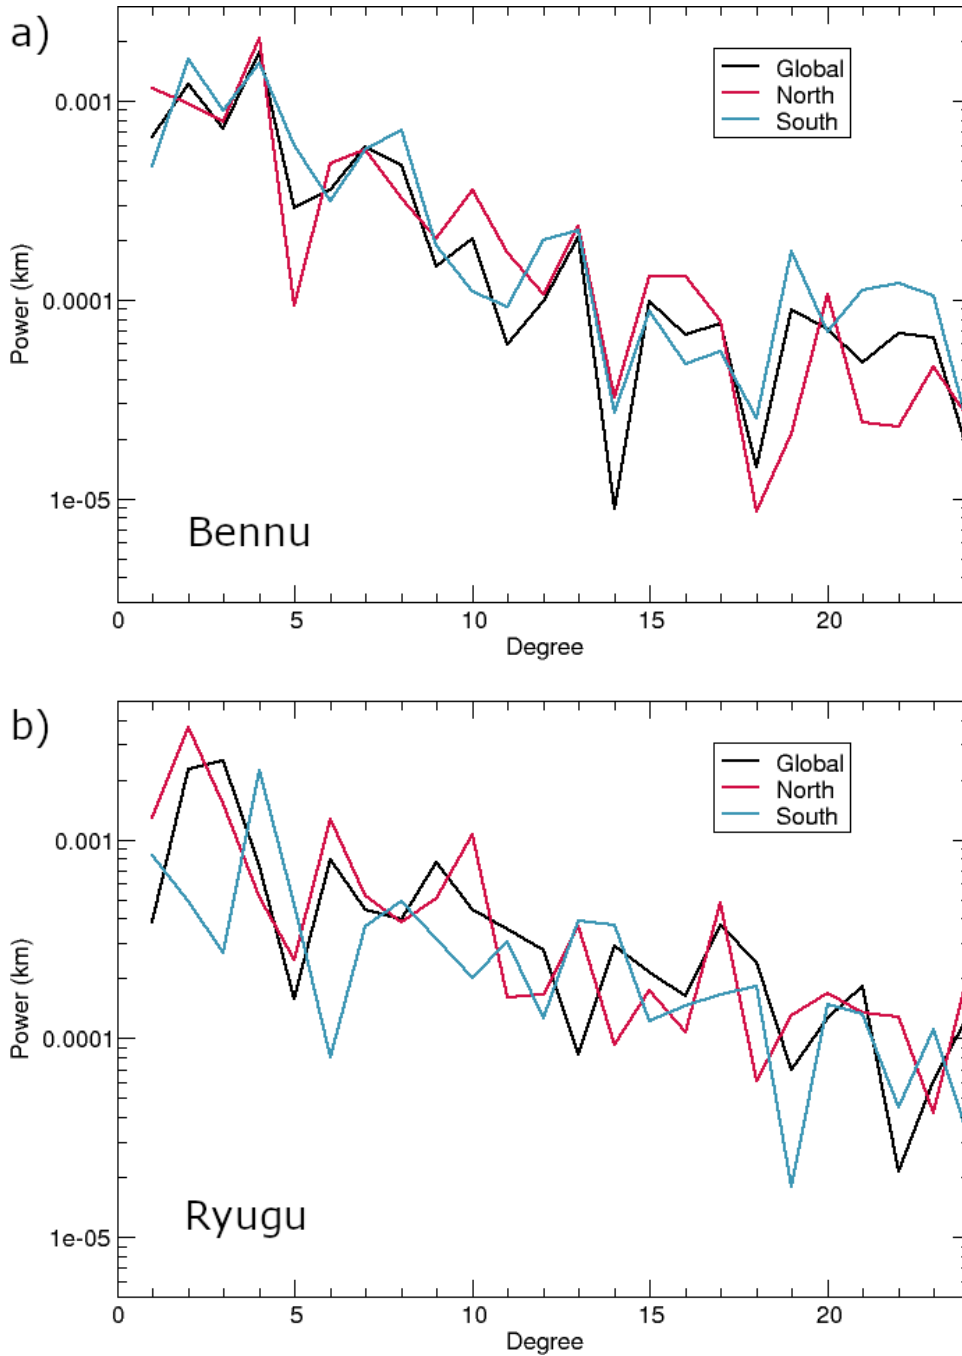 a)
Global
North
South
0.001
0.0001
1e-05
Power (km)
Bennu
0 5 10 15 20
Degree
b)
Global
North
South
0.001
0.0001
1e-05
Power (km)
Ryugu
0 5 10 15 20
Degree